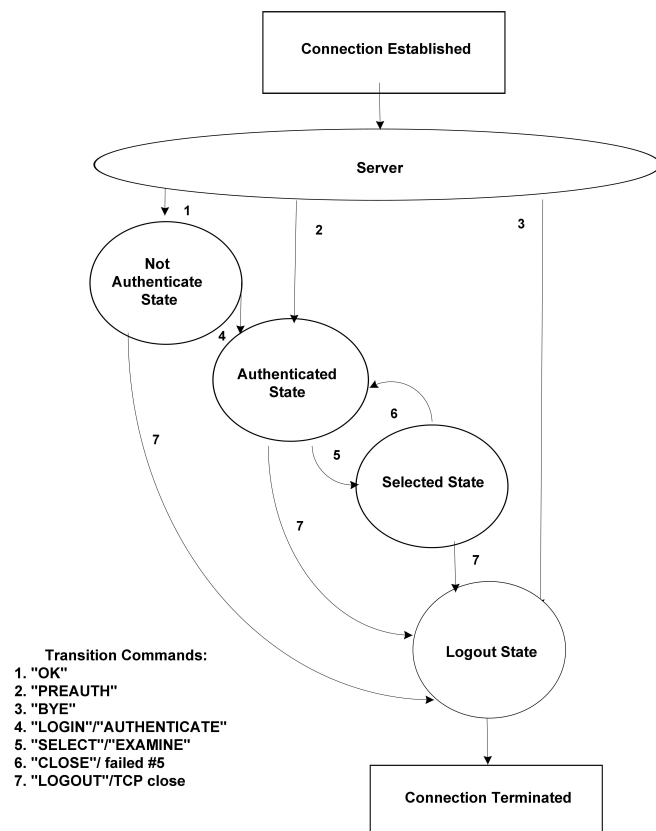 Connection Established
Server
1
2
3
Not
Authenticate
State
4
Authenticated
State
6
7
5
Selected State
7
7
Logout State
Transition Commands:
1. "OK"
2. "PREAUTH"
3. "BYE"
4. "LOGIN"/"AUTHENTICATE"
5. "SELECT"/"EXAMINE"
6. "CLOSE"/ failed #5
7. "LOGOUT"/TCP close
Connection Terminated